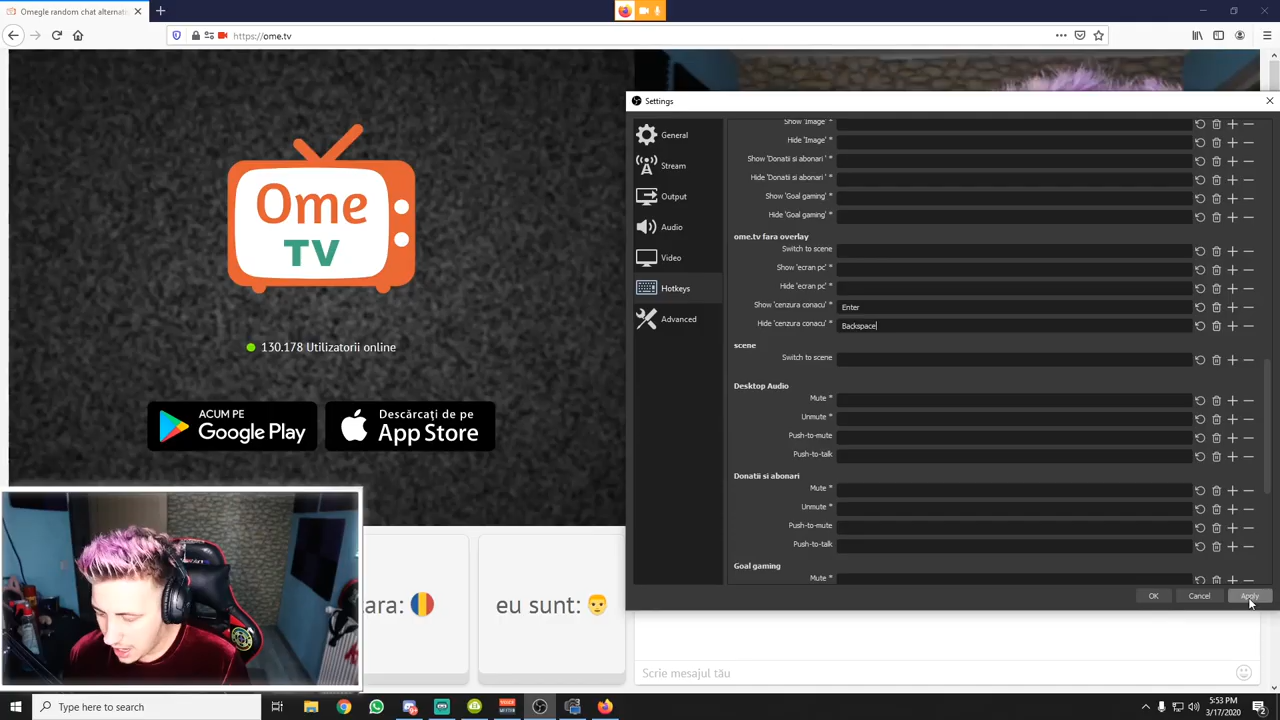 Omegle random chat alternat
https://ome.tv
Settings
General
Stream
Output
Audio
Video
Hotkeys
Advanced
Show 'Image' *
Hide 'Image' *
Show 'Donatii si abonari ' *
Hide 'Donatii si abonari ' *
Show 'Goal gaming' *
Hide 'Goal gaming' *
ome.tv fara overlay
Switch to scene
Show 'ecran pc' *
Hide 'ecran pc' *
Show 'cenzura conacu' * Enter
Hide 'cenzura conacu' * Backspace
scene
Switch to scene
Desktop Audio
Mute *
Unmute *
Push-to-mute
Push-to-talk
Donatii si abonari
Mute *
Unmute *
Push-to-mute
Push-to-talk
Goal gaming
Mute *
OK Cancel Apply
Ome
TV
130.178 Utilizatorii online
ACUM PE
Google Play
Descărcați de pe
App Store
ara:
eu sunt:
Scrie mesajul tău
Type here to search
5:53 PM
3/17/2020
2